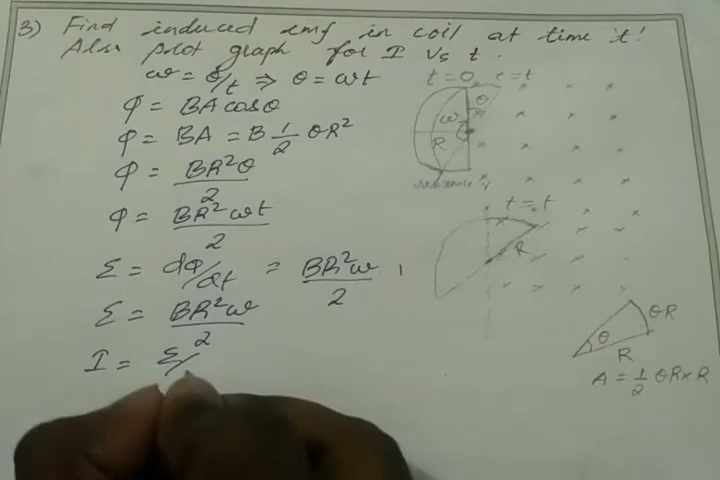 3) Find induced emf in coil at time 't'
Also plot graph for I Vs t.
ω = θ/t ⇒ θ = ωt
t = 0, t = t
φ = BA cosθ
θ
ω
φ = BA = B 1/2 θR²
R
φ = BR²θ/2
t = t
φ = BR²ωt/2
R
ε = dφ/dt = BR²ω/2
ε = BR²ω/2
θR
θ
I = ε/
R
A = 1/2 θR×R